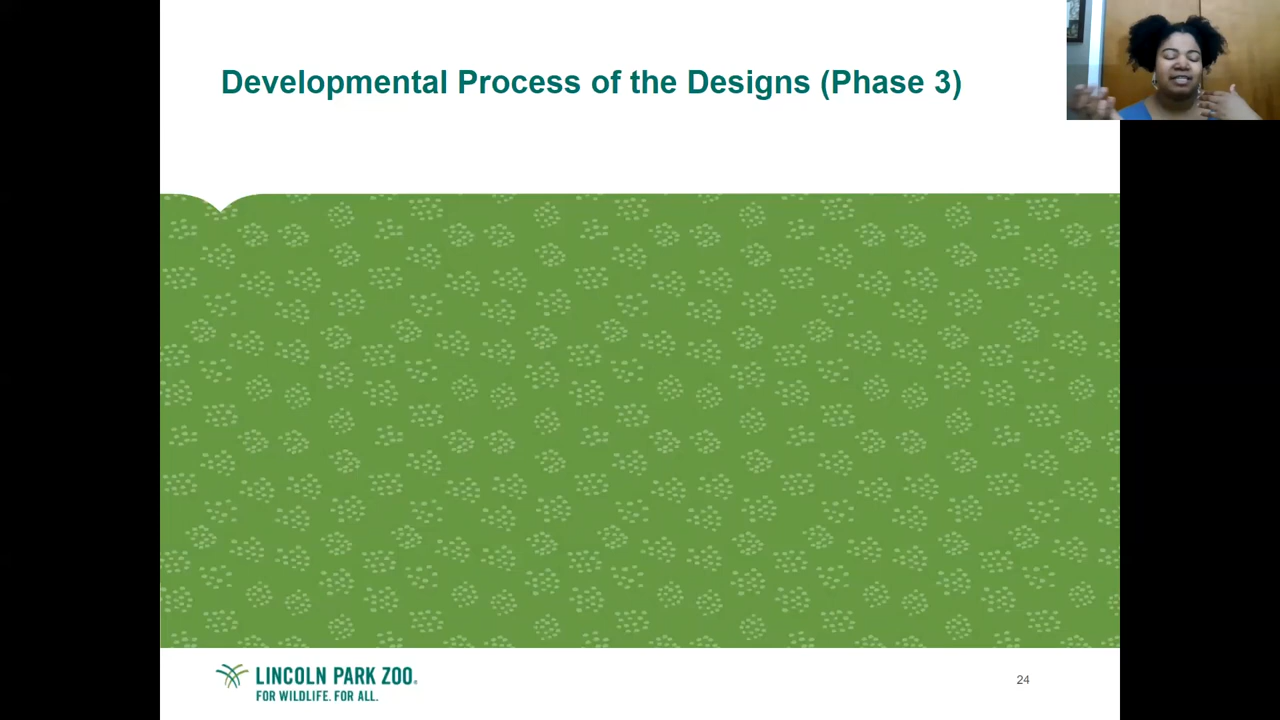 Developmental Process of the Designs (Phase 3)
LINCOLN PARK ZOO®
FOR WILDLIFE. FOR ALL.
24